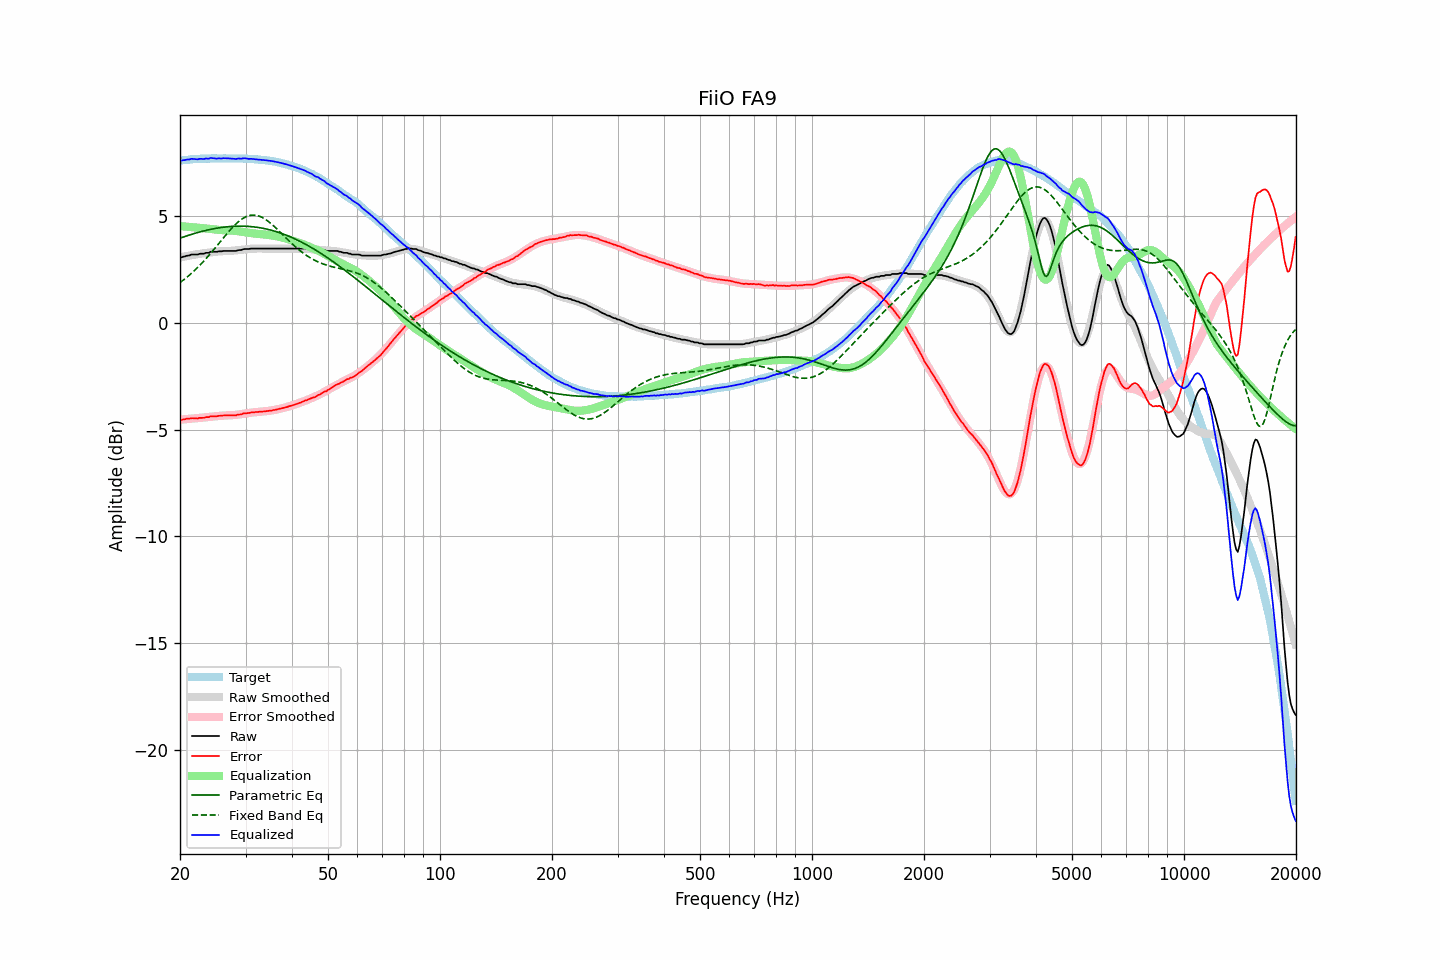 FiiO FA9
Amplitude (dBr)
5
0
−5
−10
−15
−20
Target
Raw Smoothed
Error Smoothed
Raw
Error
Equalization
Parametric Eq
Fixed Band Eq
Equalized
20 50 100 200 500 1000 2000 5000 10000 20000
Frequency (Hz)